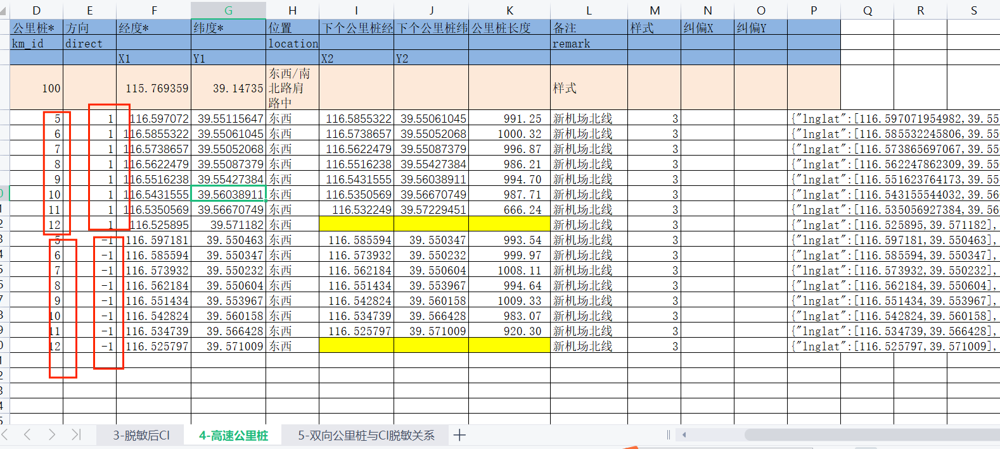 D E F G H I J K L M N O P Q R S
公里桩* 方向 经度* 纬度* 位置 下个公里桩经 下个公里桩纬 公里桩长度 备注 样式 纠偏X 纠偏Y
km_id direct location remark
X1 Y1 X2 Y2
东西/南
100 115.769359 39.14735 北路肩 样式
路中
5 1 116.597072 39.55115647 东西 116.5855322 39.55061045 991.25 新机场北线 3 {"lnglat":[116.597071954982,39.55
6 1 116.5855322 39.55061045 东西 116.5738657 39.55052068 1000.32 新机场北线 3 {"lnglat":[116.585532245806,39.55
7 1 116.5738657 39.55052068 东西 116.5622479 39.55087379 996.87 新机场北线 3 {"lnglat":[116.573865697067,39.55
8 1 116.5622479 39.55087379 东西 116.5516238 39.55427384 986.21 新机场北线 3 {"lnglat":[116.562247862309,39.55
9 1 116.5516238 39.55427384 东西 116.5431555 39.56038911 994.70 新机场北线 3 {"lnglat":[116.551623764173,39.55
10 1 116.5431555 39.56038911 东西 116.5350569 39.56670749 987.71 新机场北线 3 {"lnglat":[116.543155544032,39.56
11 1 116.5350569 39.56670749 东西 116.532249 39.57229451 666.24 新机场北线 3 {"lnglat":[116.535056927384,39.56
12 1 116.525895 39.571182 东西 新机场北线 3 {"lnglat":[116.525895,39.571182],
5 -1 116.597181 39.550463 东西 116.585594 39.550347 993.54 新机场北线 3 {"lnglat":[116.597181,39.550463],
6 -1 116.585594 39.550347 东西 116.573932 39.550232 999.97 新机场北线 3 {"lnglat":[116.585594,39.550347],
7 -1 116.573932 39.550232 东西 116.562184 39.550604 1008.11 新机场北线 3 {"lnglat":[116.573932,39.550232],
8 -1 116.562184 39.550604 东西 116.551434 39.553967 994.64 新机场北线 3 {"lnglat":[116.562184,39.550604],
9 -1 116.551434 39.553967 东西 116.542824 39.560158 1009.33 新机场北线 3 {"lnglat":[116.551434,39.553967],
10 -1 116.542824 39.560158 东西 116.534739 39.566428 983.07 新机场北线 3 {"lnglat":[116.542824,39.560158],
11 -1 116.534739 39.566428 东西 116.525797 39.571009 920.30 新机场北线 3 {"lnglat":[116.534739,39.566428],
12 -1 116.525797 39.571009 东西 新机场北线 3 {"lnglat":[116.525797,39.571009],
3-脱敏后CI 4-高速公里桩 5-双向公里桩与CI脱敏关系